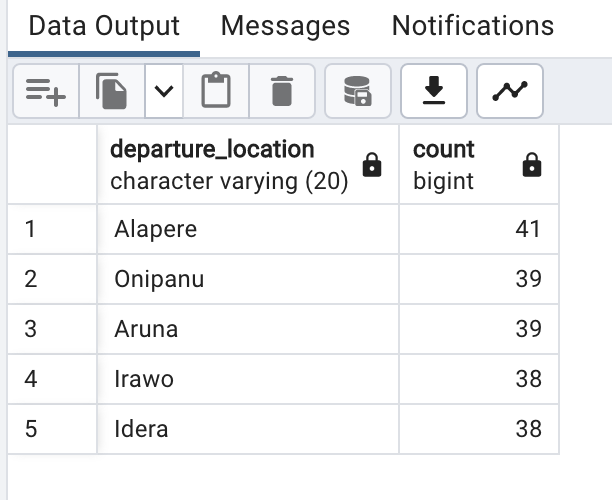 Data Output Messages Notifications
departure_location count
character varying (20) bigint
1 Alapere 41
2 Onipanu 39
3 Aruna 39
4 Irawo 38
5 Idera 38